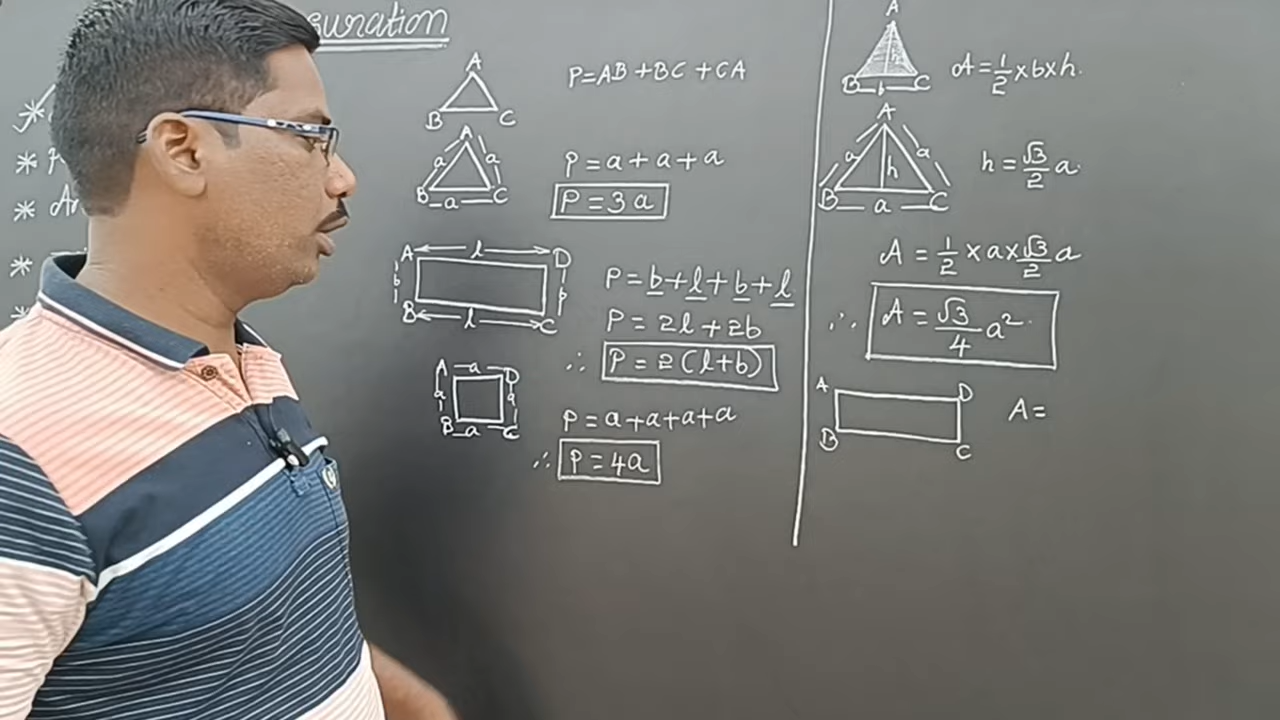 suration
A
B C
P=AB+BC+CA
A
a a
B a C
P=a+a+a
P=3a
A l D
b b
B l C
P=b+l+b+l
P=2l+2b
∴ P=2(l+b)
A a D
a a
B a C
P=a+a+a+a
∴ P=4a
A
h
B b C
A=1/2×b×h.
A
a h a
B a C
h=√3/2 a.
A=1/2×a×√3/2 a
∴ A=√3/4 a²
A D
B C
A=